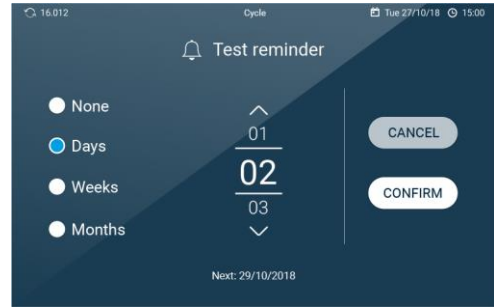 16.012 Cycle Tue 27/10/18 15:00
Test reminder
None
Days
Weeks
Months
01
02
03
CANCEL
CONFIRM
Next: 29/10/2018